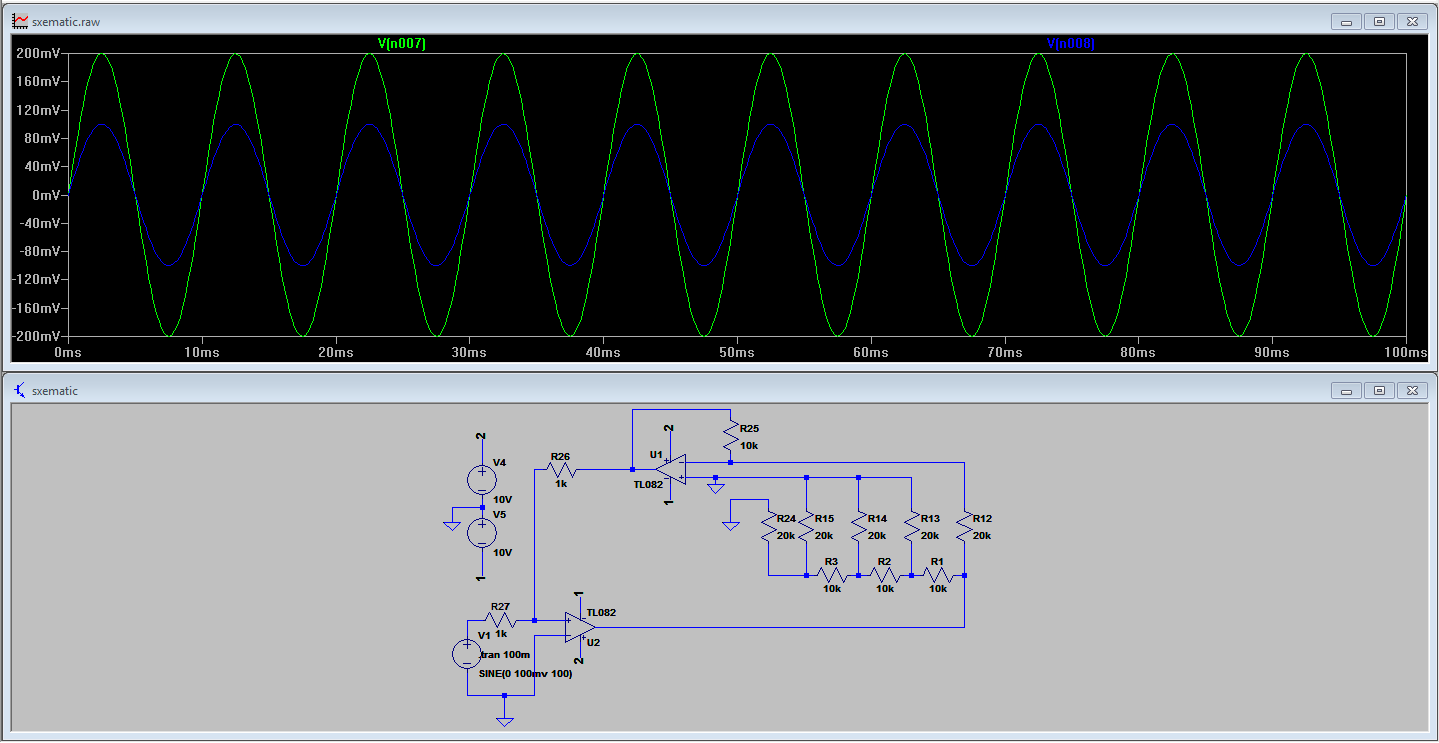 sxematic.raw
V(n007)
V(n008)
200mV
160mV
120mV
80mV
40mV
0mV
-40mV
-80mV
-120mV
-160mV
-200mV
0ms 10ms 20ms 30ms 40ms 50ms 60ms 70ms 80ms 90ms 100ms
sxematic
2
V4
10V
V5
10V
1
R26
1k
U1
2
TL082
1
R25
10k
R24
20k
R15
20k
R14
20k
R13
20k
R12
20k
R3
10k
R2
10k
R1
10k
R27
1k
V1
.tran 100m
SINE(0 100mv 100)
1
TL082
U2
2